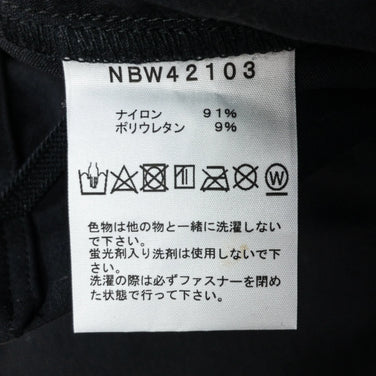 NBW42103
ナイロン 91%
ポリウレタン 9%
W
色物は他の物と一緒に洗濯しない
で下さい。
蛍光剤入り洗剤は使用しないで下
さい。
洗濯の際は必ずファスナーを閉め
た状態で行って下さい。